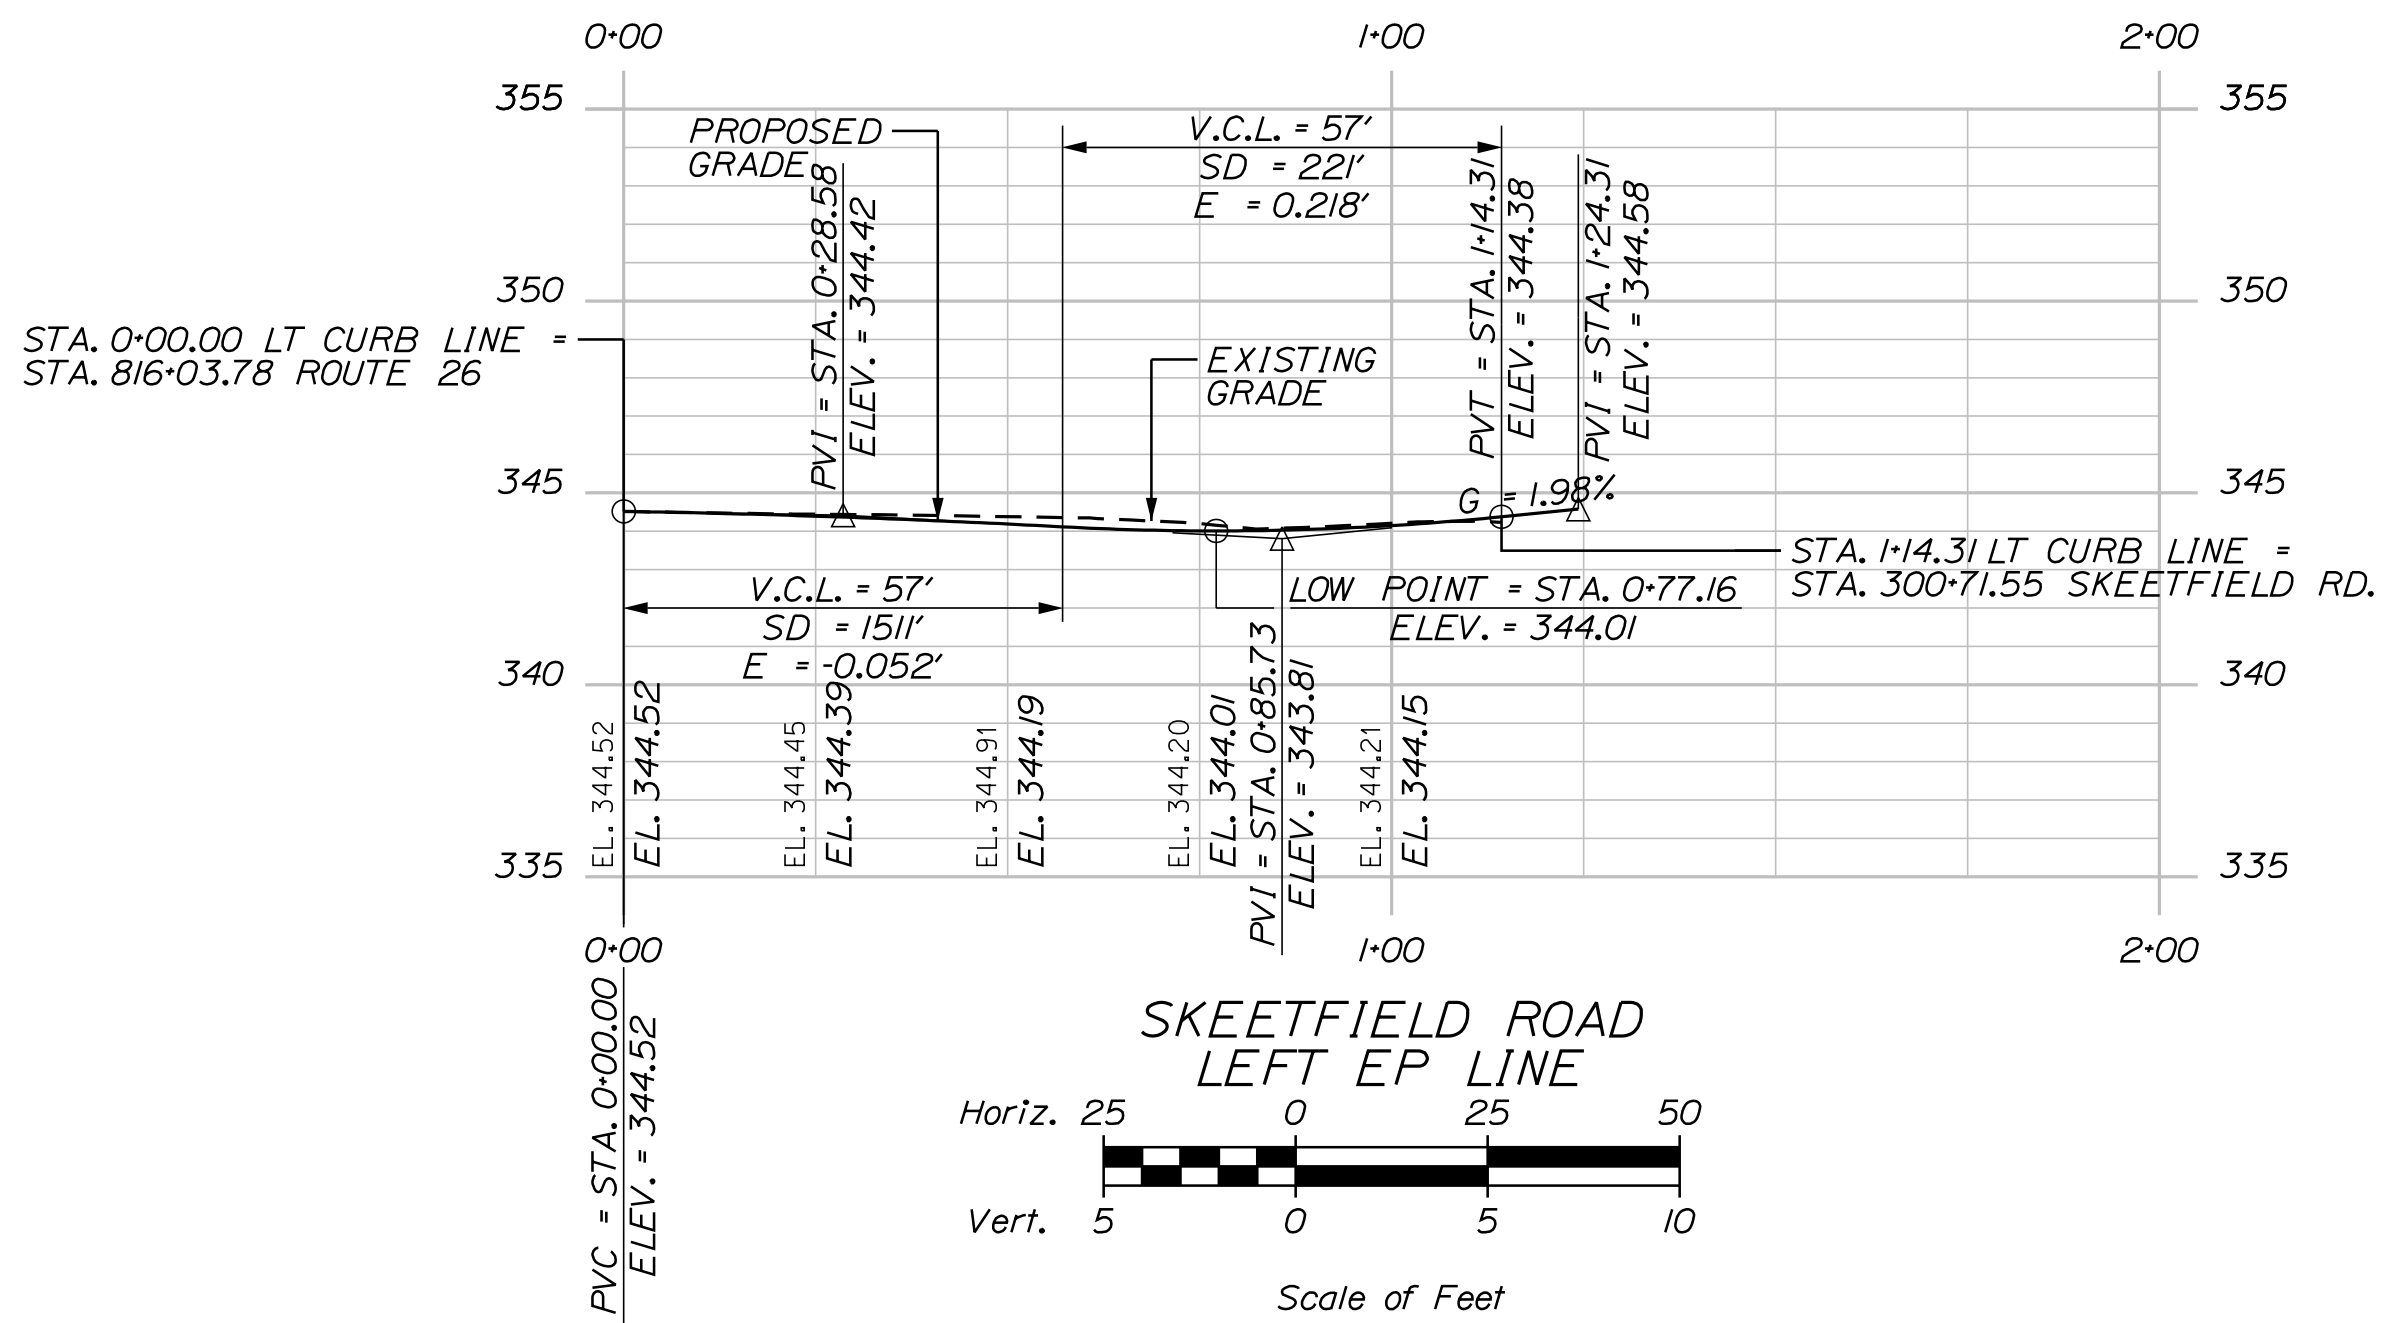 0+00 1+00 2+00
355 355
PROPOSED
GRADE
V.C.L. = 57'
SD = 221'
E = 0.218'
PVI = STA. 0+28.58
ELEV. = 344.42
PVT = STA. 1+14.31
ELEV. = 344.38
PVI = STA. 1+24.31
ELEV. = 344.58
350 350
STA. 0+00.00 LT CURB LINE =
STA. 816+03.78 ROUTE 26
EXISTING
GRADE
345 345
G = 1.98%
STA. 1+14.31 LT CURB LINE =
STA. 300+71.55 SKEETFIELD RD.
V.C.L. = 57'
SD = 1511'
E = -0.052'
LOW POINT = STA. 0+77.16
ELEV. = 344.01
340 340
EL. 344.52
EL. 344.52
EL. 344.45
EL. 344.39
EL. 344.91
EL. 344.19
EL. 344.20
EL. 344.01
PVI = STA. 0+85.73
ELEV. = 343.81
EL. 344.21
EL. 344.15
335 335
0+00 1+00 2+00
PVC = STA. 0+00.00
ELEV. = 344.52
SKEETFIELD ROAD
LEFT EP LINE
Horiz. 25 0 25 50
Vert. 5 0 5 10
Scale of Feet